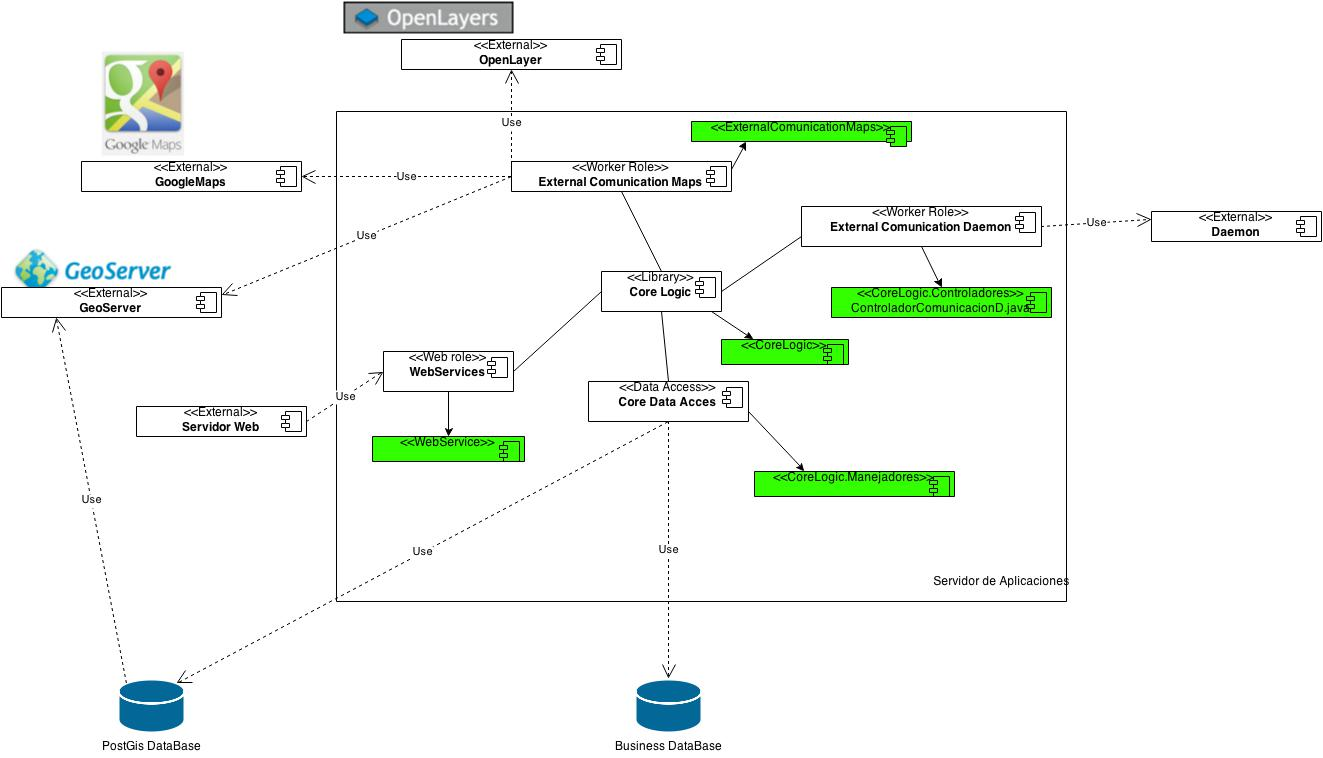 OpenLayers
<<External>>
OpenLayer
Google Maps
Use
<<ExternalComunicationMaps>>
<<External>>
GoogleMaps
Use
<<Worker Role>>
External Comunication Maps
<<Worker Role>>
External Comunication Daemon
Use
<<External>>
Daemon
Use
GeoServer
<<External>>
GeoServer
<<Library>>
Core Logic
<<CoreLogic.Controladores>>
ControladorComunicacionD.java
<<CoreLogic>>
<<Web role>>
WebServices
<<Data Access>>
Core Data Acces
Use
<<External>>
Servidor Web
<<WebService>>
<<CoreLogic.Manejadores>>
Use
Use
Use
Servidor de Aplicaciones
PostGis DataBase
Business DataBase